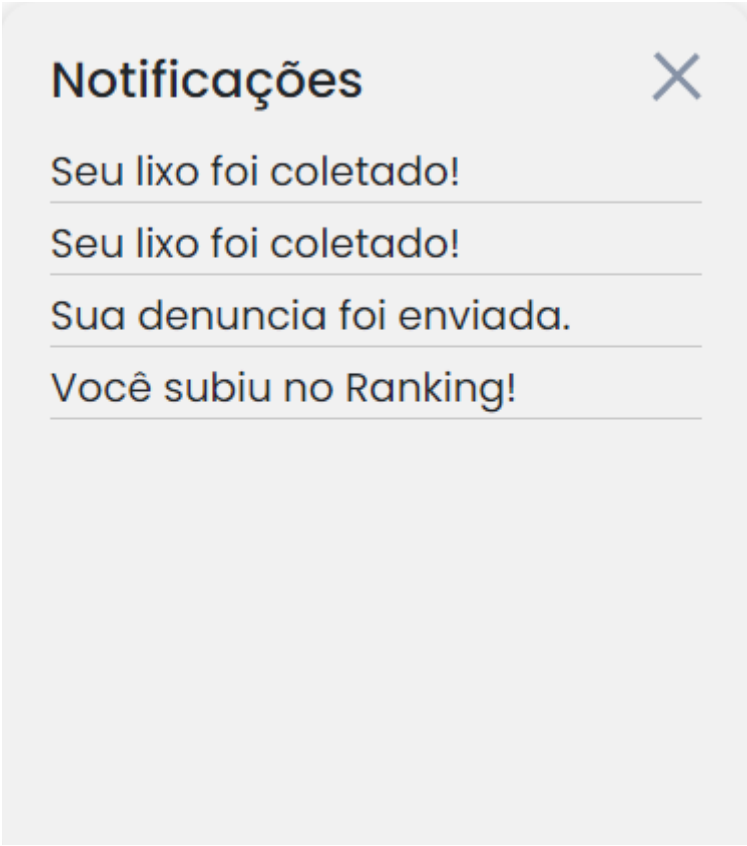 Notificações
Seu lixo foi coletado!
Seu lixo foi coletado!
Sua denuncia foi enviada.
Você subiu no Ranking!